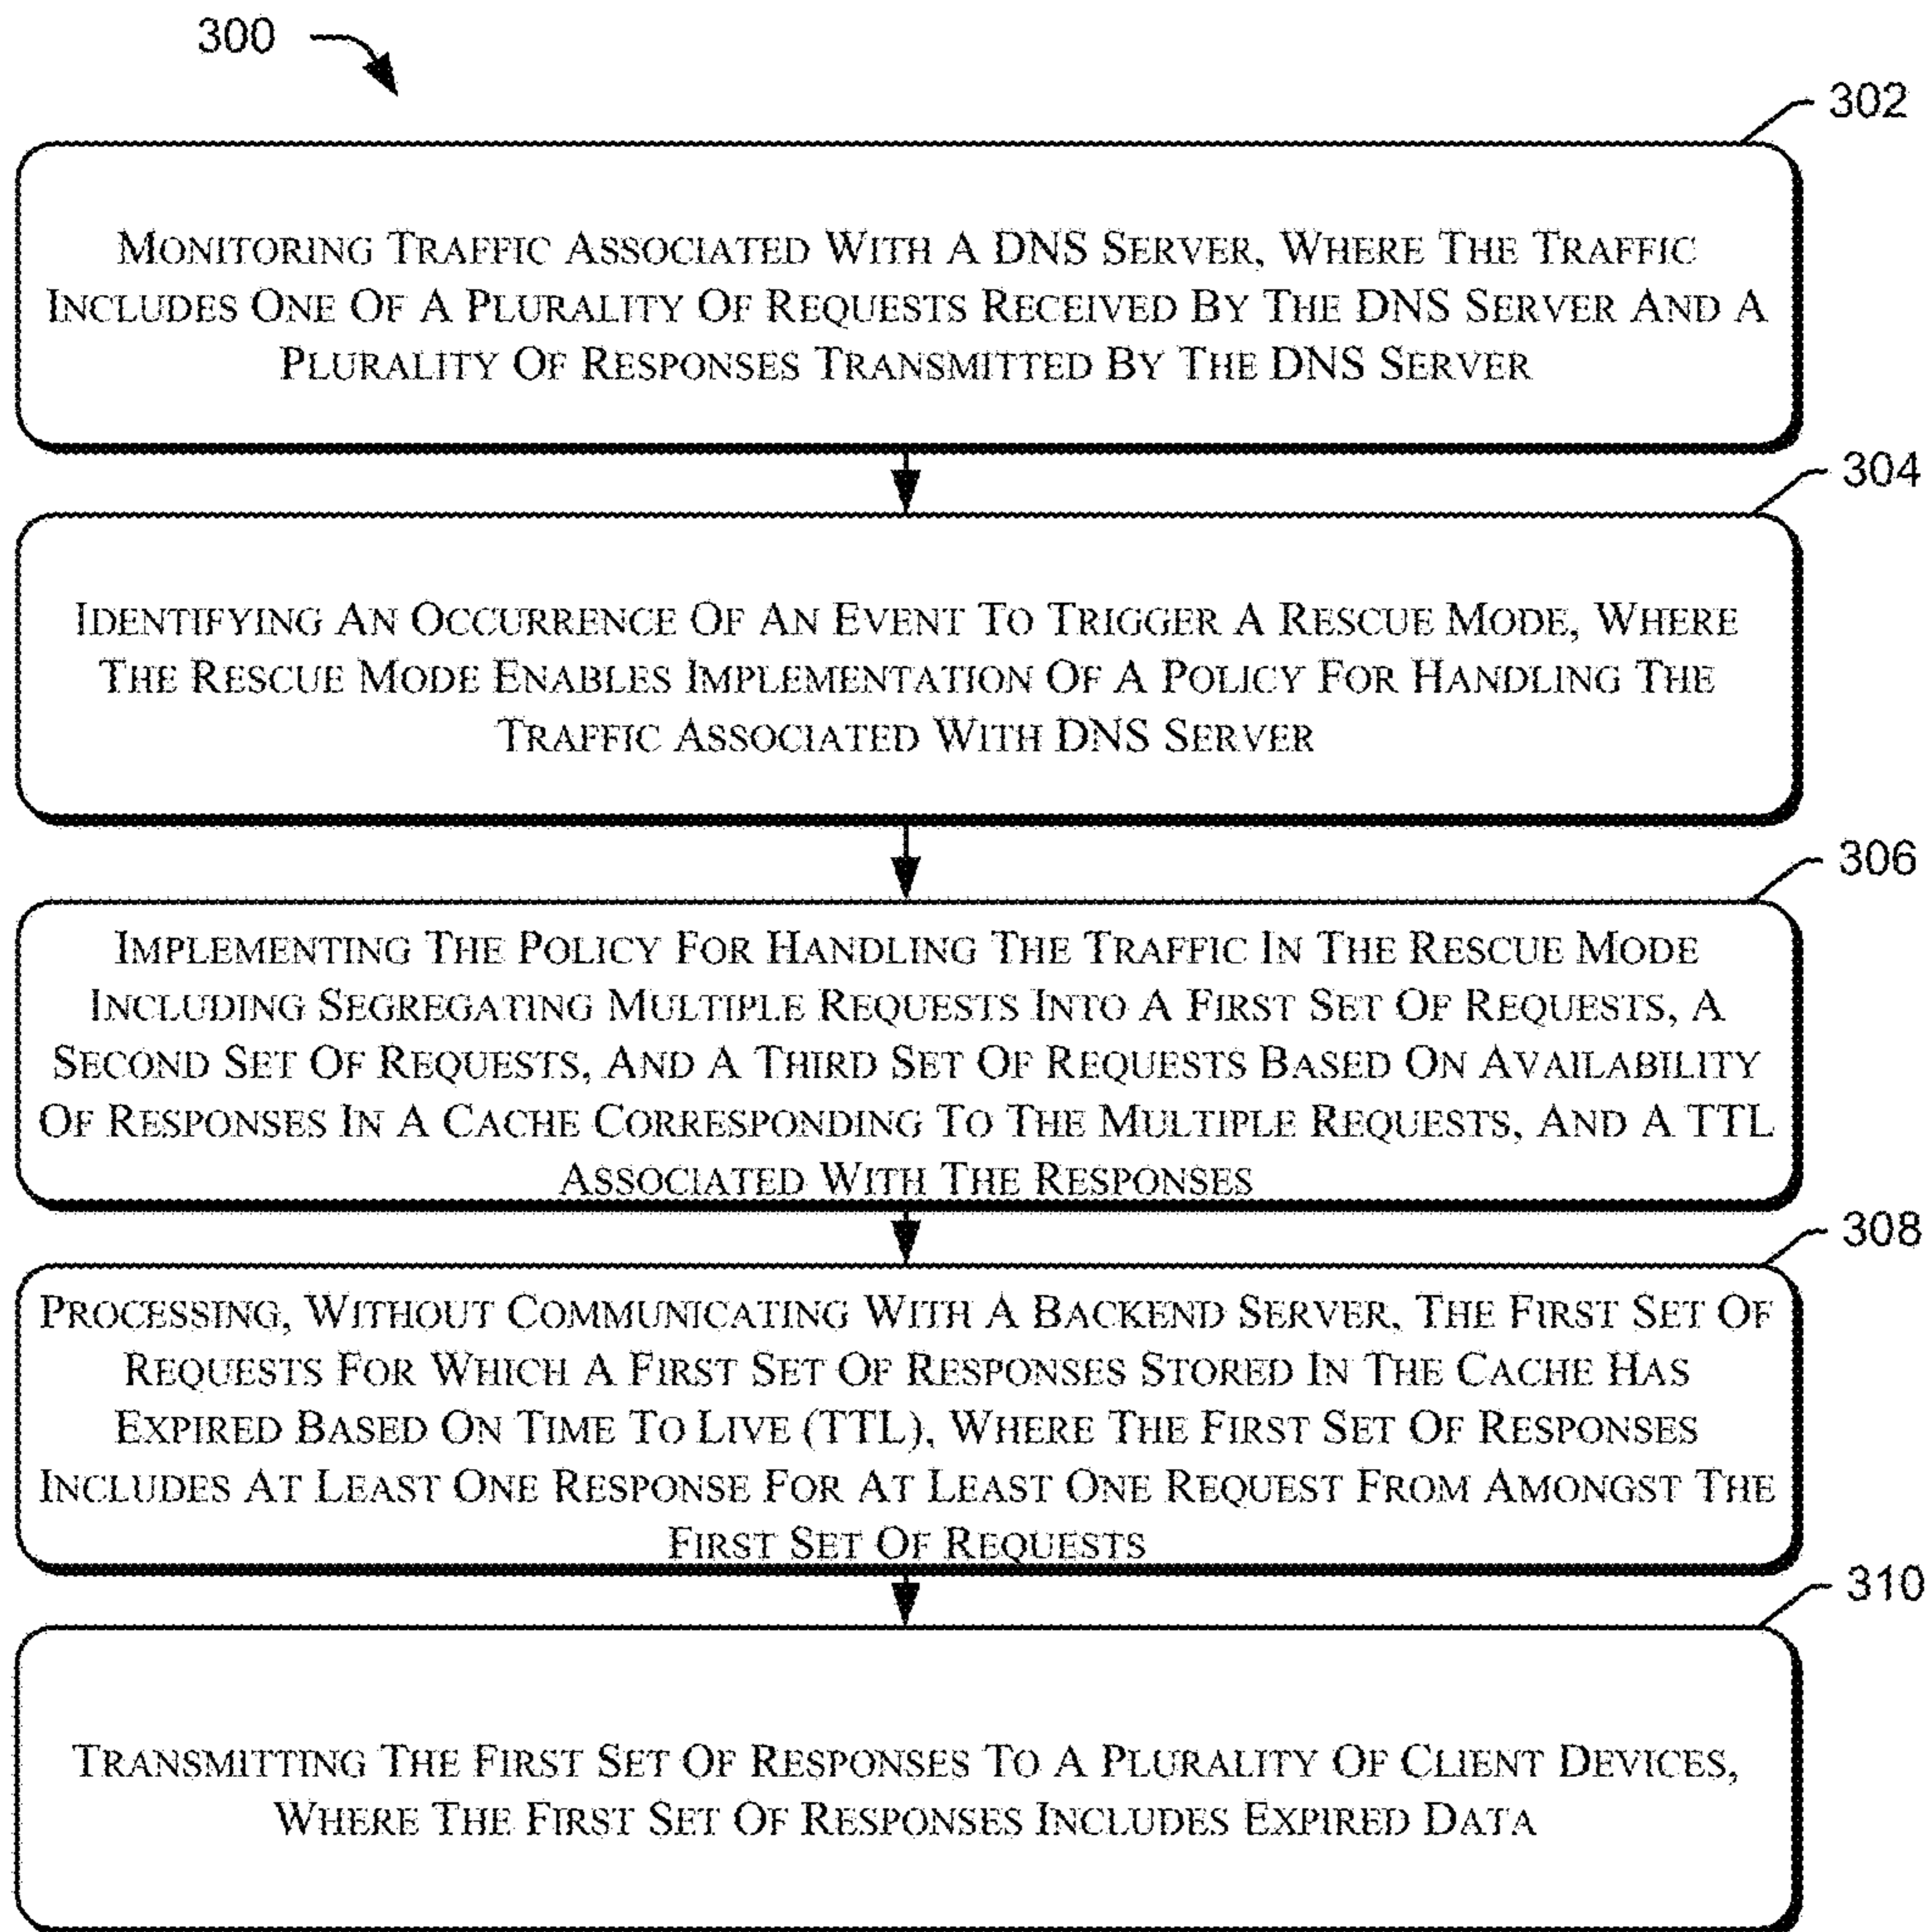 300
302
MONITORING TRAFFIC ASSOCIATED WITH A DNS SERVER, WHERE THE TRAFFIC
INCLUDES ONE OF A PLURALITY OF REQUESTS RECEIVED BY THE DNS SERVER AND A
PLURALITY OF RESPONSES TRANSMITTED BY THE DNS SERVER
304
IDENTIFYING AN OCCURRENCE OF AN EVENT TO TRIGGER A RESCUE MODE, WHERE
THE RESCUE MODE ENABLES IMPLEMENTATION OF A POLICY FOR HANDLING THE
TRAFFIC ASSOCIATED WITH DNS SERVER
306
IMPLEMENTING THE POLICY FOR HANDLING THE TRAFFIC IN THE RESCUE MODE
INCLUDING SEGREGATING MULTIPLE REQUESTS INTO A FIRST SET OF REQUESTS, A
SECOND SET OF REQUESTS, AND A THIRD SET OF REQUESTS BASED ON AVAILABILITY
OF RESPONSES IN A CACHE CORRESPONDING TO THE MULTIPLE REQUESTS, AND A TTL
ASSOCIATED WITH THE RESPONSES
308
PROCESSING, WITHOUT COMMUNICATING WITH A BACKEND SERVER, THE FIRST SET OF
REQUESTS FOR WHICH A FIRST SET OF RESPONSES STORED IN THE CACHE HAS
EXPIRED BASED ON TIME TO LIVE (TTL), WHERE THE FIRST SET OF RESPONSES
INCLUDES AT LEAST ONE RESPONSE FOR AT LEAST ONE REQUEST FROM AMONGST THE
FIRST SET OF REQUESTS
310
TRANSMITTING THE FIRST SET OF RESPONSES TO A PLURALITY OF CLIENT DEVICES,
WHERE THE FIRST SET OF RESPONSES INCLUDES EXPIRED DATA